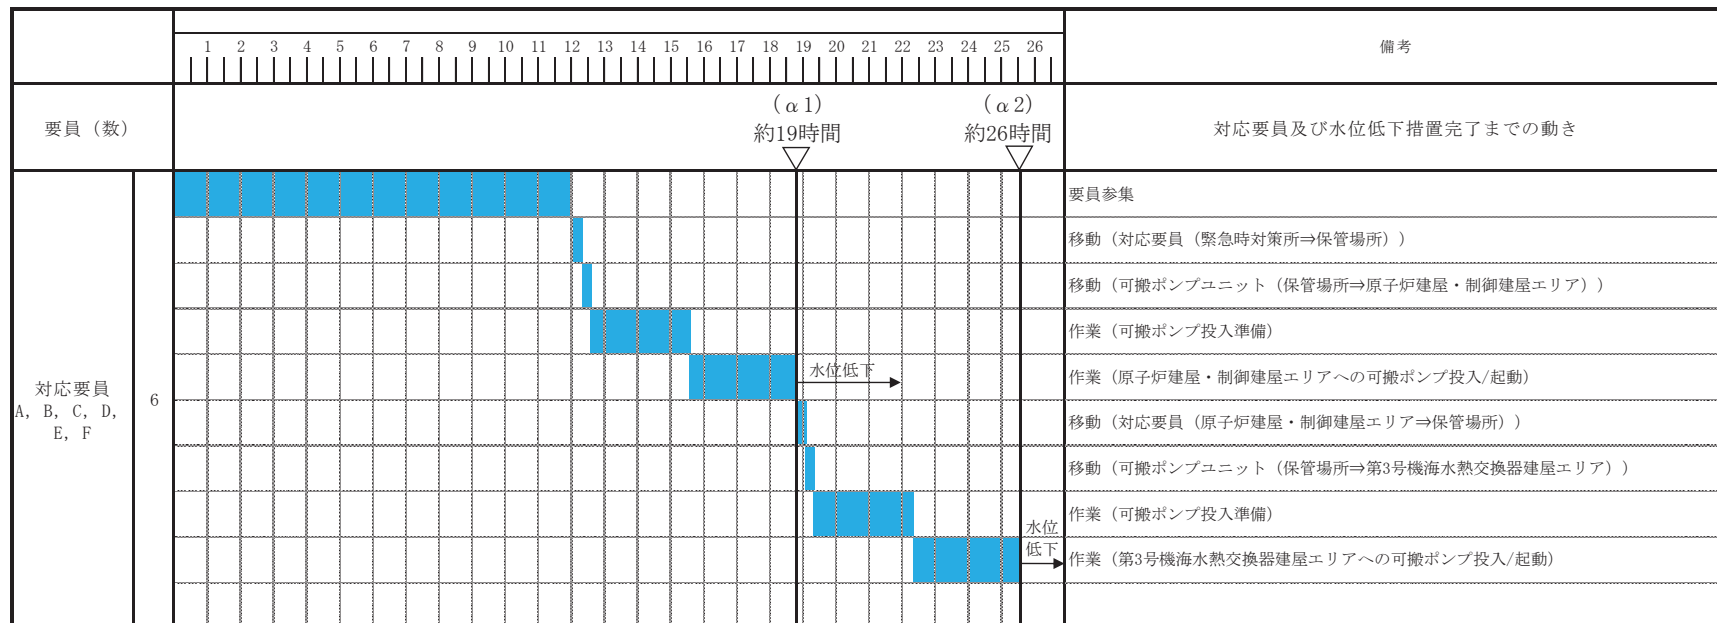 1 2 3 4 5 6 7 8 9 10 11 12 13 14 15 16 17 18 19 20 21 22 23 24 25 26
備考
要員（数）
（α1）
約19時間
（α2）
約26時間
対応要員及び水位低下措置完了までの動き
対応要員
A, B, C, D,
E, F
6
要員参集
移動（対応要員（緊急時対策所⇒保管場所））
移動（可搬ポンプユニット（保管場所⇒原子炉建屋・制御建屋エリア））
作業（可搬ポンプ投入準備）
水位低下
作業（原子炉建屋・制御建屋エリアへの可搬ポンプ投入/起動）
移動（対応要員（原子炉建屋・制御建屋エリア⇒保管場所））
移動（可搬ポンプユニット（保管場所⇒第3号機海水熱交換器建屋エリア））
作業（可搬ポンプ投入準備）
水位
低下
作業（第3号機海水熱交換器建屋エリアへの可搬ポンプ投入/起動）